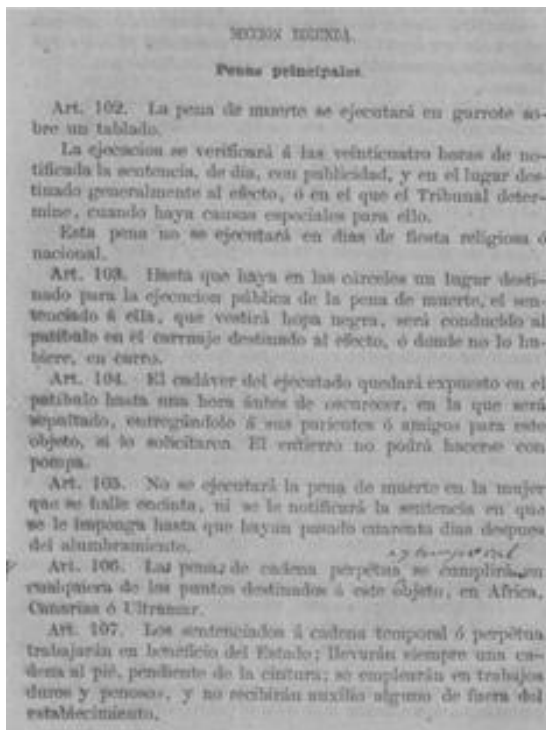 SECCION SEGUNDA.
Penas principales.
Art. 102. La pena de muerte se ejecutará en garrote so-
bre un tablado.
La ejecucion se verificará á las veinticuatro horas de no-
tificada la sentencia, de dia, con publicidad, y en el lugar des-
tinado generalmente al efecto, ó en el que el Tribunal deter-
mine, cuando haya causas especiales para ello.
Esta pena no se ejecutará en dias de fiesta religiosa ó
nacional.
Art. 103. Hasta que haya en las cárceles un lugar desti-
nado para la ejecucion pública de la pena de muerte, el sen-
tenciado á ella, que vestirá hopa negra, será conducido al
patíbulo en el carruaje destinado al efecto, ó donde no lo hu-
biere, en carro.
Art. 104. El cadáver del ejecutado quedará expuesto en el
patíbulo hasta una hora ántes de oscurecer, en la que será
sepultado, entregándolo á sus parientes ó amigos para este
objeto, si lo solicitaren. El entierro no podrá hacerse con
pompa.
Art. 105. No se ejecutará la pena de muerte en la mujer
que se halle encinta, ni se le notificará la sentencia en que
se le imponga hasta que hayan pasado cuarenta dias despues
del alumbramiento.
y temporal
Art. 106. La pena de cadena perpétua se cumplirá en
cualquiera de los puntos destinados á este objeto, en Africa,
Canarias ó Ultramar.
Art. 107. Los sentenciados á cadena temporal ó perpétua
trabajarán en beneficio del Estado; llevarán siempre una ca-
dena al pié, pendiente de la cintura; se emplearán en trabajos
duros y penosos, y no recibirán auxilio alguno de fuera del
establecimiento.